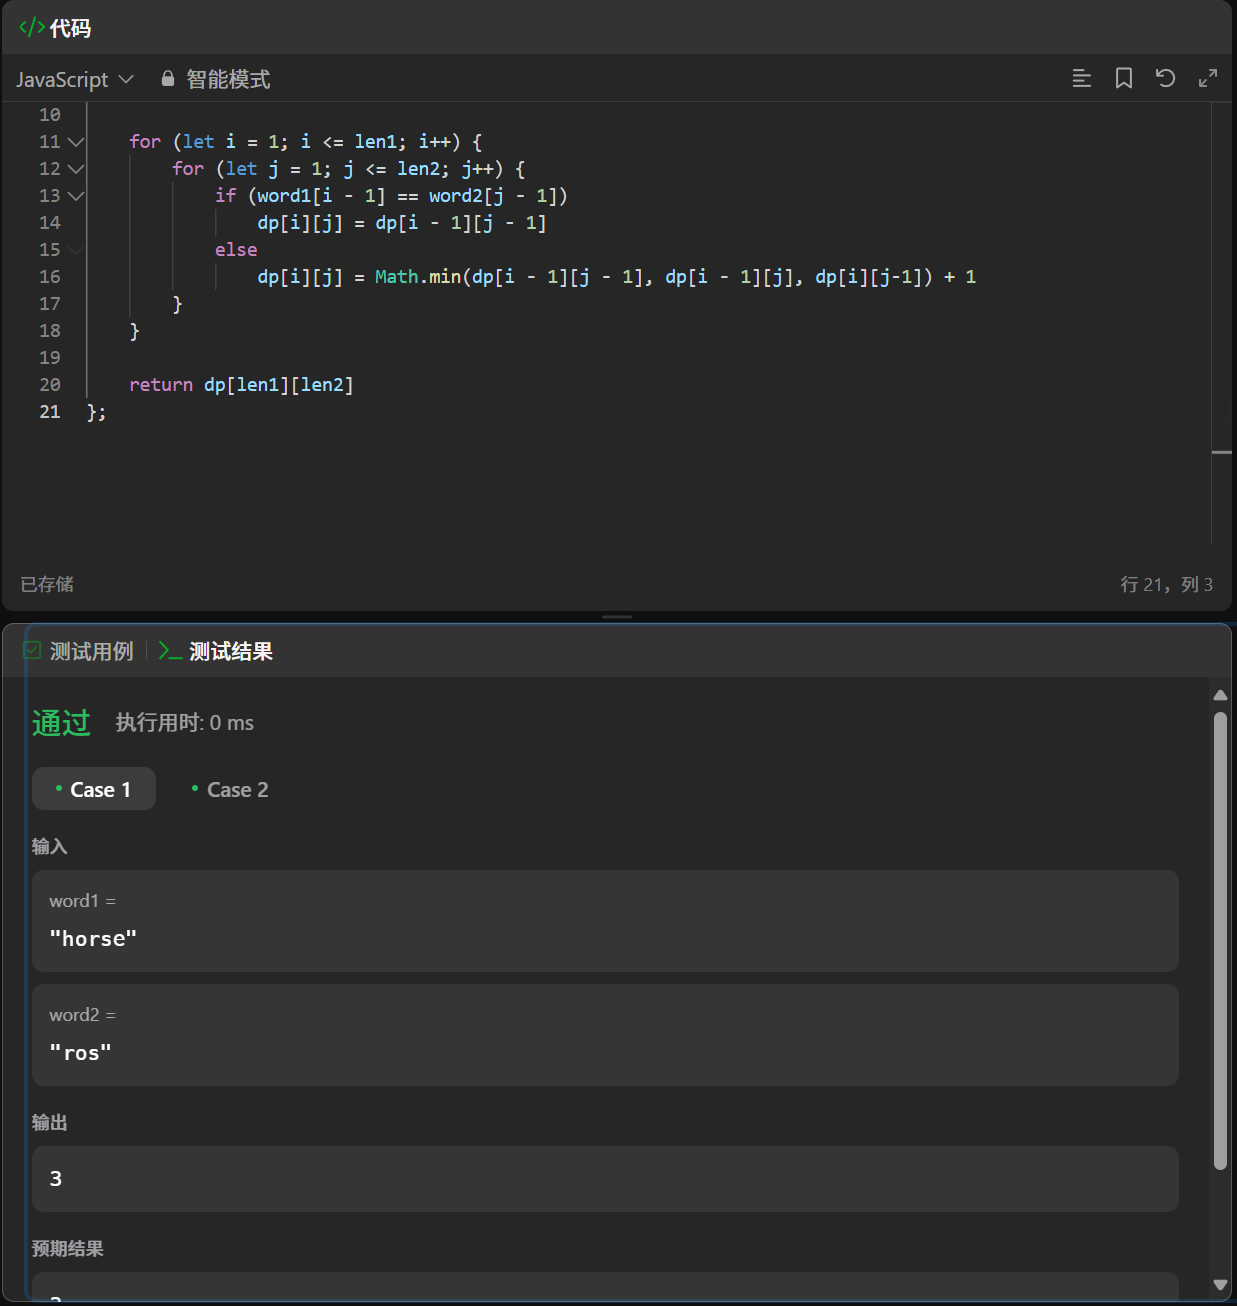 </> 代码
JavaScript 智能模式
10
11 for (let i = 1; i <= len1; i++) {
12 for (let j = 1; j <= len2; j++) {
13 if (word1[i - 1] == word2[j - 1])
14 dp[i][j] = dp[i - 1][j - 1]
15 else
16 dp[i][j] = Math.min(dp[i - 1][j - 1], dp[i - 1][j], dp[i][j-1]) + 1
17 }
18 }
19
20 return dp[len1][len2]
21 };
已存储 行 21，列 3
测试用例 测试结果
通过 执行用时: 0 ms
Case 1 Case 2
输入
word1 =
"horse"
word2 =
"ros"
输出
3
预期结果